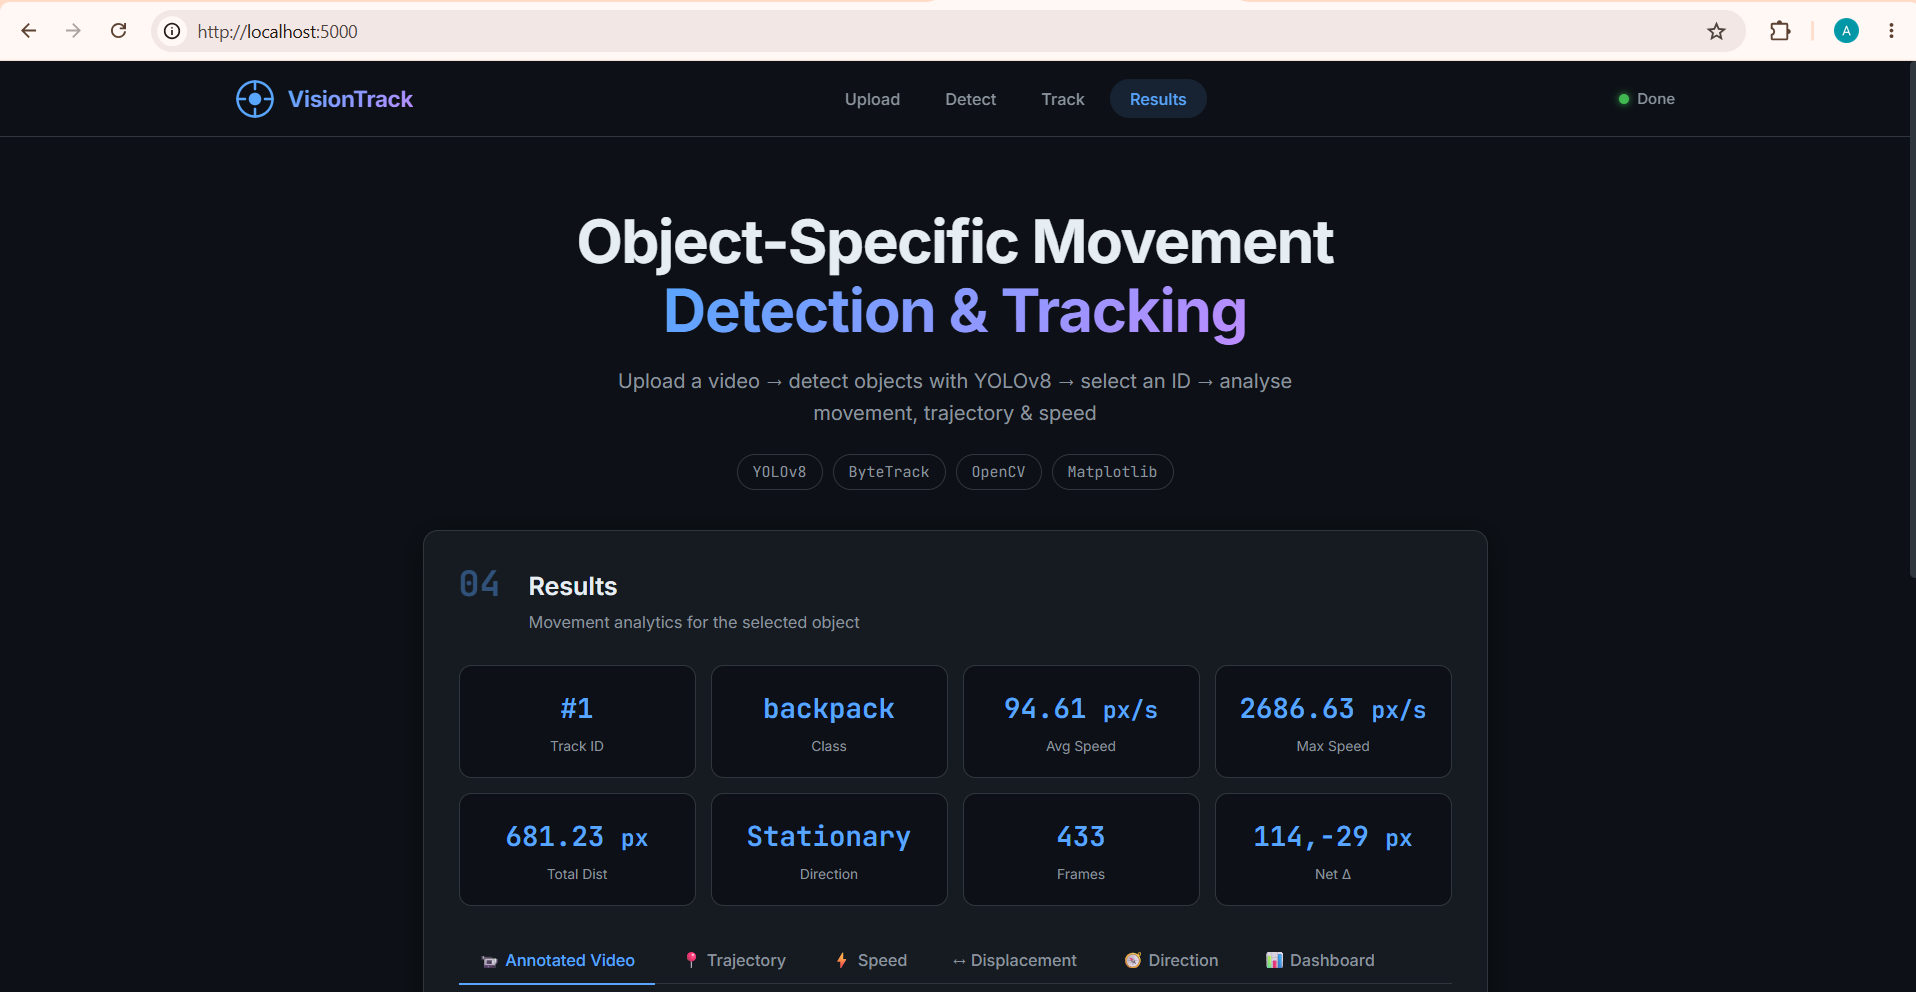 http://localhost:5000
A
VisionTrack
Upload
Detect
Track
Results
Done
Object-Specific Movement
Detection & Tracking
Upload a video → detect objects with YOLOv8 → select an ID → analyse
movement, trajectory & speed
YOLOv8
ByteTrack
OpenCV
Matplotlib
04
Results
Movement analytics for the selected object
#1
Track ID
backpack
Class
94.61 px/s
Avg Speed
2686.63 px/s
Max Speed
681.23 px
Total Dist
Stationary
Direction
433
Frames
114,-29 px
Net Δ
Annotated Video
Trajectory
Speed
↔ Displacement
Direction
Dashboard